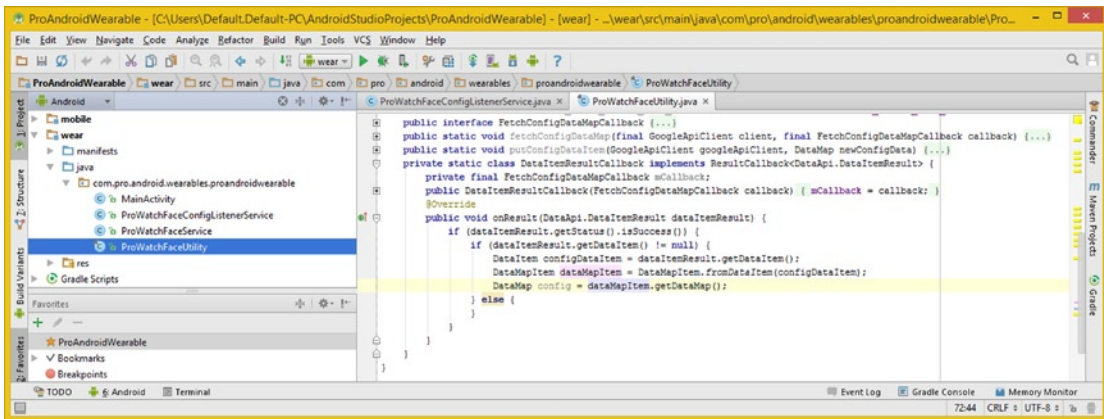 ProAndroidWearable - [C:\Users\Default.Default-PC\AndroidStudioProjects\ProAndroidWearable] - [wear] - ...\wear\src\main\java\com\pro\android\wearables\proandroidwearable\Pro...
File Edit View Navigate Code Analyze Refactor Build Run Tools VCS Window Help
wear
ProAndroidWearable wear src main java com pro android wearables proandroidwearable ProWatchFaceUtility
1: Project
7: Structure
Build Variants
2: Favorites
Android
mobile
wear
manifests
java
com.pro.android.wearables.proandroidwearable
MainActivity
ProWatchFaceConfigListenerService
ProWatchFaceService
ProWatchFaceUtility
res
Gradle Scripts
Favorites
ProAndroidWearable
Bookmarks
Breakpoints
ProWatchFaceConfigListenerService.java × ProWatchFaceUtility.java ×
public interface FetchConfigDataMapCallback {...}
public static void fetchConfigDataMap(final GoogleApiClient client, final FetchConfigDataMapCallback callback) {...}
public static void putConfigDataItem(GoogleApiClient googleApiClient, DataMap newConfigData) {...}
private static class DataItemResultCallback implements ResultCallback<DataApi.DataItemResult> {
private final FetchConfigDataMapCallback mCallback;
public DataItemResultCallback(FetchConfigDataMapCallback callback) { mCallback = callback; }
@Override
public void onResult(DataApi.DataItemResult dataItemResult) {
if (dataItemResult.getStatus().isSuccess()) {
if (dataItemResult.getDataItem() != null) {
DataItem configDataItem = dataItemResult.getDataItem();
DataMapItem dataMapItem = DataMapItem.fromDataItem(configDataItem);
DataMap config = dataMapItem.getDataMap();
} else {
}
}
}
}
}
Commander
m Maven Projects
Gradle
TODO 6: Android Terminal Event Log Gradle Console Memory Monitor
72:44 CRLF UTF-8